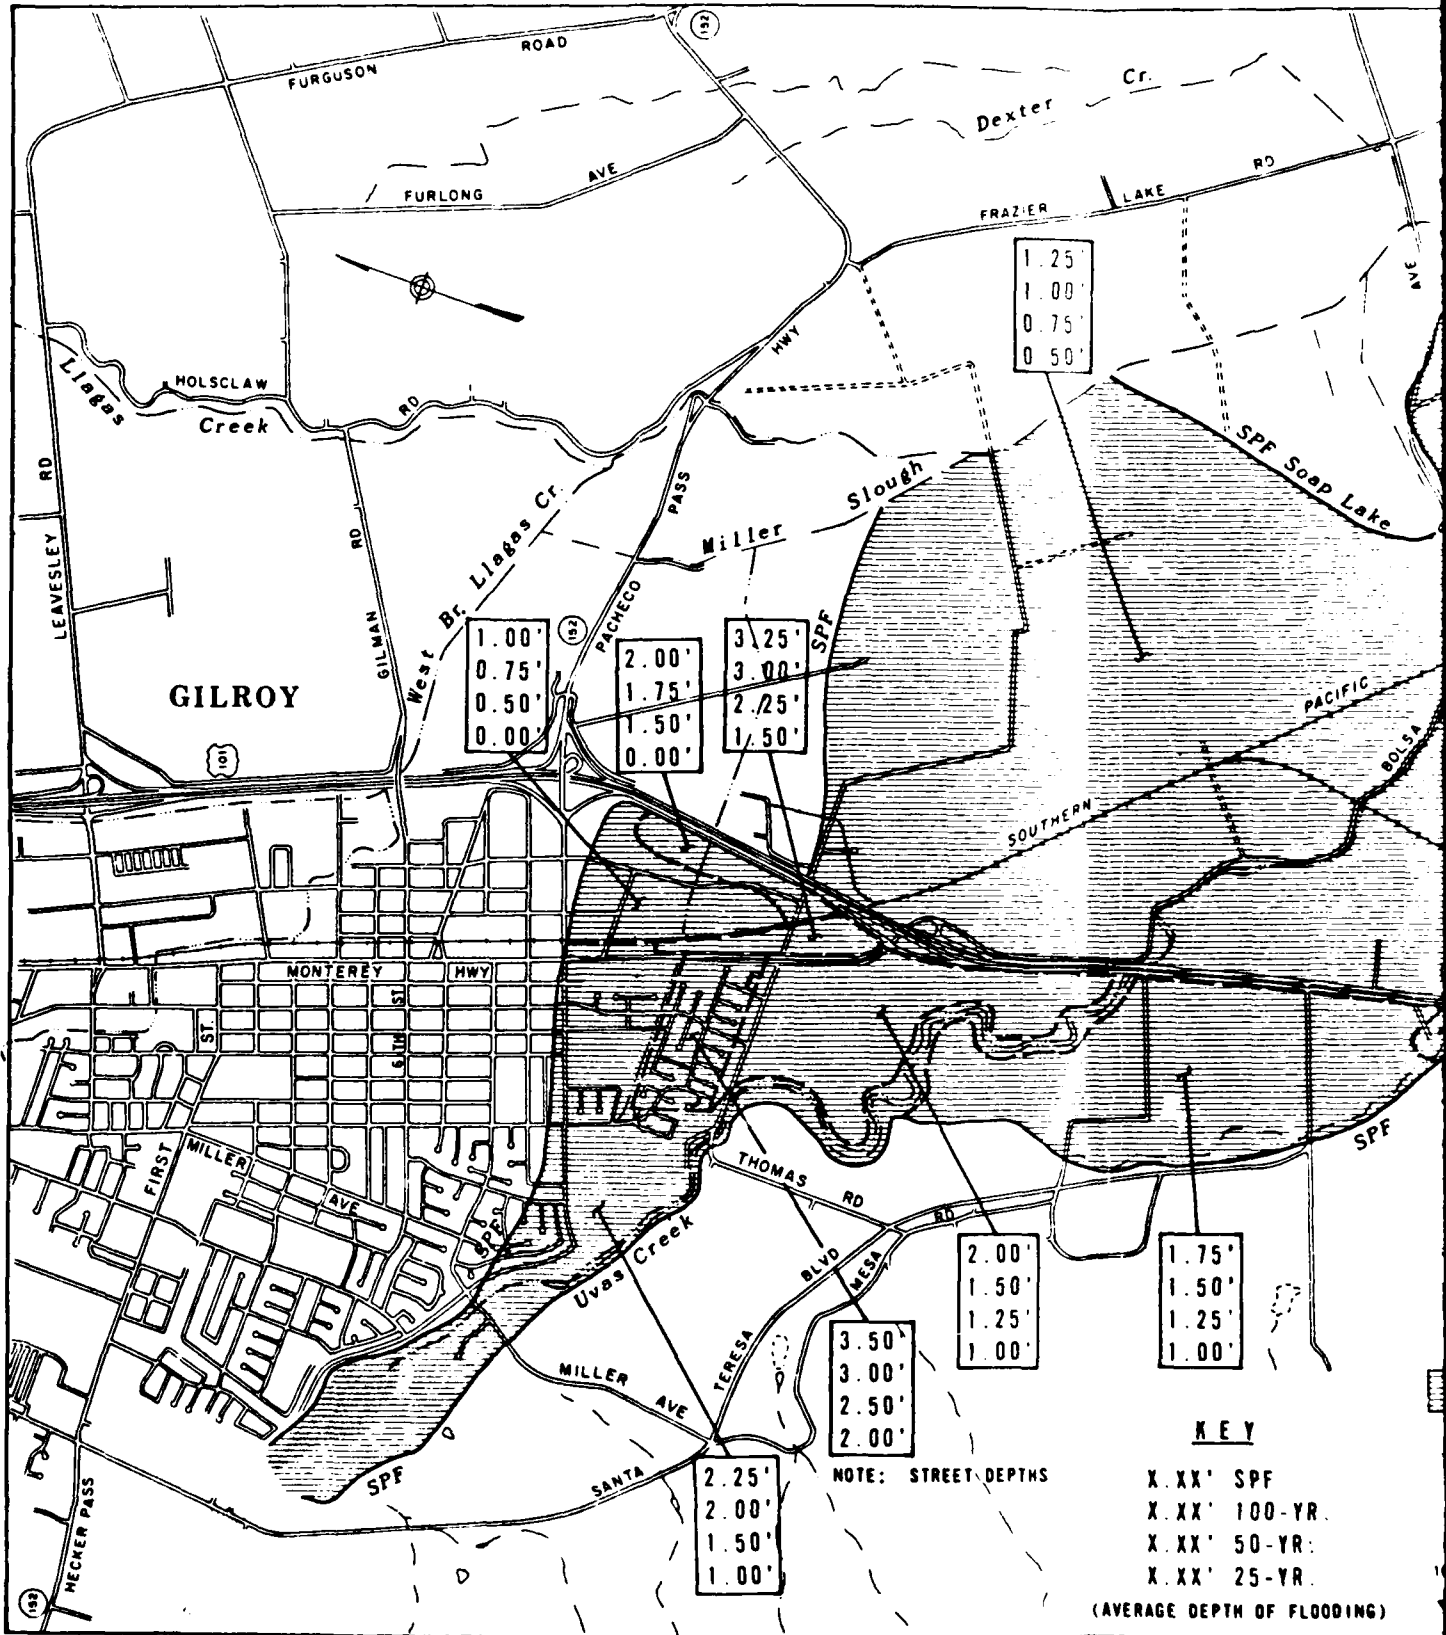 152
ROAD
FURGUSON
Cr.
Dexter
AVE
FURLONG
RD
LAKE
FRAZIER
AVE
1.25'
1.00'
0.75'
0.50'
HWY
Llagas
HOLSCLAW
Creek
RD
RD
LEAVESLEY
RD
GILMAN
West Br. Llagas Cr.
PASS
PACHECO
152
Slough
Miller
SPF Soap Lake
SPF
1.00'
0.75'
0.50'
0.00'
2.00'
1.75'
1.50'
0.00'
3.25'
3.00'
2.25'
1.50'
GILROY
101
PACIFIC
SOUTHERN
BOLSA
MONTEREY HWY
ST
6TH
ST
FIRST
MILLER
AVE
SPF
THOMAS RD
Uvas Creek
BLVD
TERESA
MESA
RD
SPF
2.00'
1.50'
1.25'
1.00'
1.75'
1.50'
1.25'
1.00'
3.50'
3.00'
2.50'
2.00'
NOTE: STREET DEPTHS
MILLER AVE
SANTA
SPF
2.25'
2.00'
1.50'
1.00'
HECKER PASS
152
KEY
X.XX' SPF
X.XX' 100-YR.
X.XX' 50-YR.
X.XX' 25-YR.
(AVERAGE DEPTH OF FLOODING)